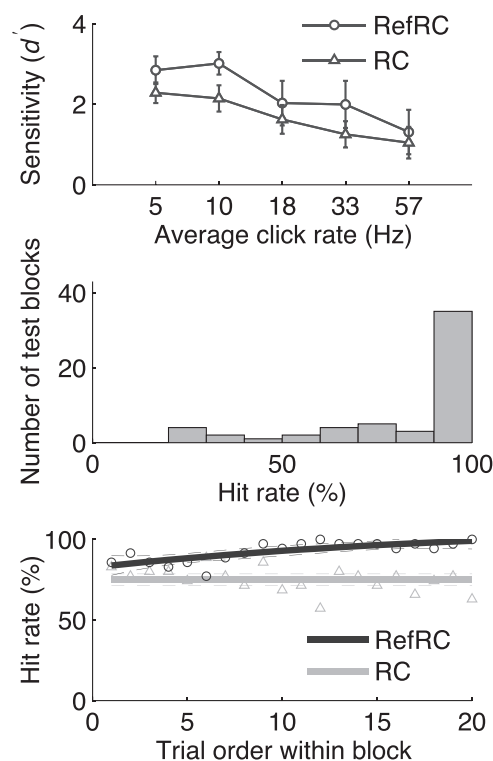 4
2
0
Sensitivity (d')
RefRC
RC
5 10 18 33 57
Average click rate (Hz)
40
20
0
Number of test blocks
0 50 100
Hit rate (%)
100
50
0
Hit rate (%)
RefRC
RC
0 5 10 15 20
Trial order within block